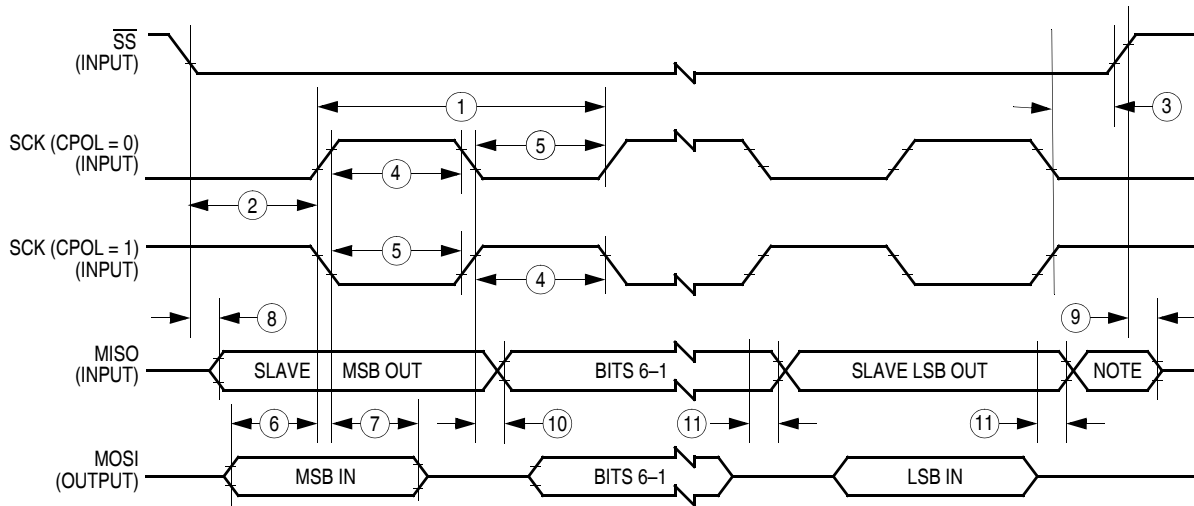 SS
(INPUT)
1
3
SCK (CPOL = 0)
(INPUT)
5
4
2
SCK (CPOL = 1)
(INPUT)
5
4
8
9
MISO
(INPUT)
SLAVE MSB OUT
BITS 6–1
SLAVE LSB OUT
NOTE
6
7
10
11
11
MOSI
(OUTPUT)
MSB IN
BITS 6–1
LSB IN